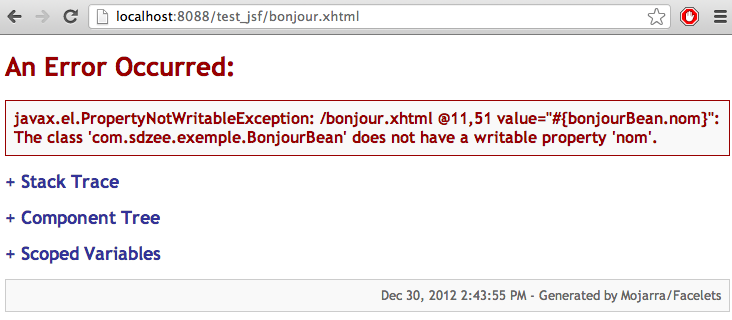 localhost:8088/test_jsf/bonjour.xhtml
An Error Occurred:
javax.el.PropertyNotWritableException: /bonjour.xhtml @11,51 value="#{bonjourBean.nom}":
The class 'com.sdzee.exemple.BonjourBean' does not have a writable property 'nom'.
+ Stack Trace
+ Component Tree
+ Scoped Variables
Dec 30, 2012 2:43:55 PM - Generated by Mojarra/Facelets